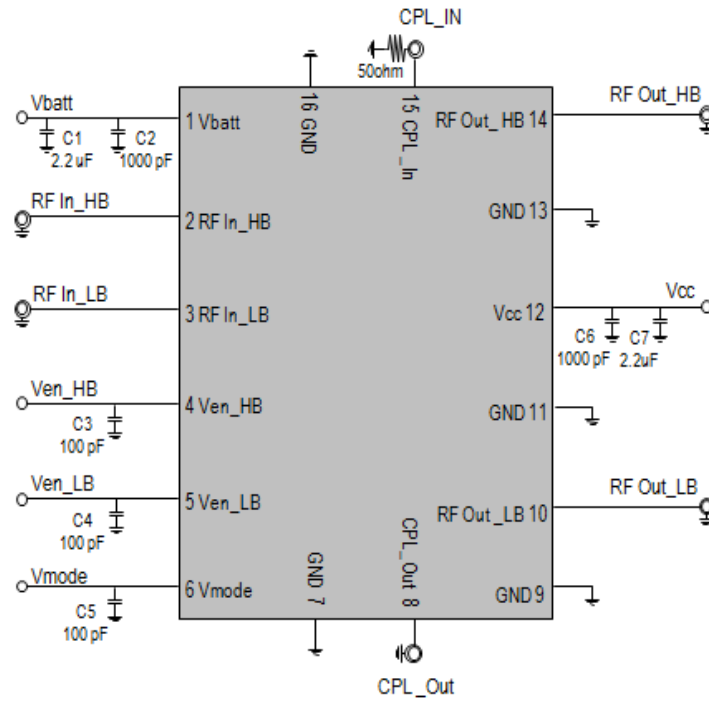 CPL_IN
50ohm
Vbatt
C1
2.2uF
C2
1000 pF
RF In_HB
RF In_LB
Ven_HB
C3
100 pF
Ven_LB
C4
100 pF
Vmode
C5
100 pF
1 Vbatt
2 RF In_HB
3 RF In_LB
4 Ven_HB
5 Ven_LB
6 Vmode
16 GND
15 CPL_In
GND 7
CPL_Out 8
RF Out_HB 14
GND 13
Vcc 12
GND 11
RF Out_LB 10
GND 9
RF Out_HB
Vcc
C6
1000 pF
C7
2.2uF
RF Out_LB
CPL_Out